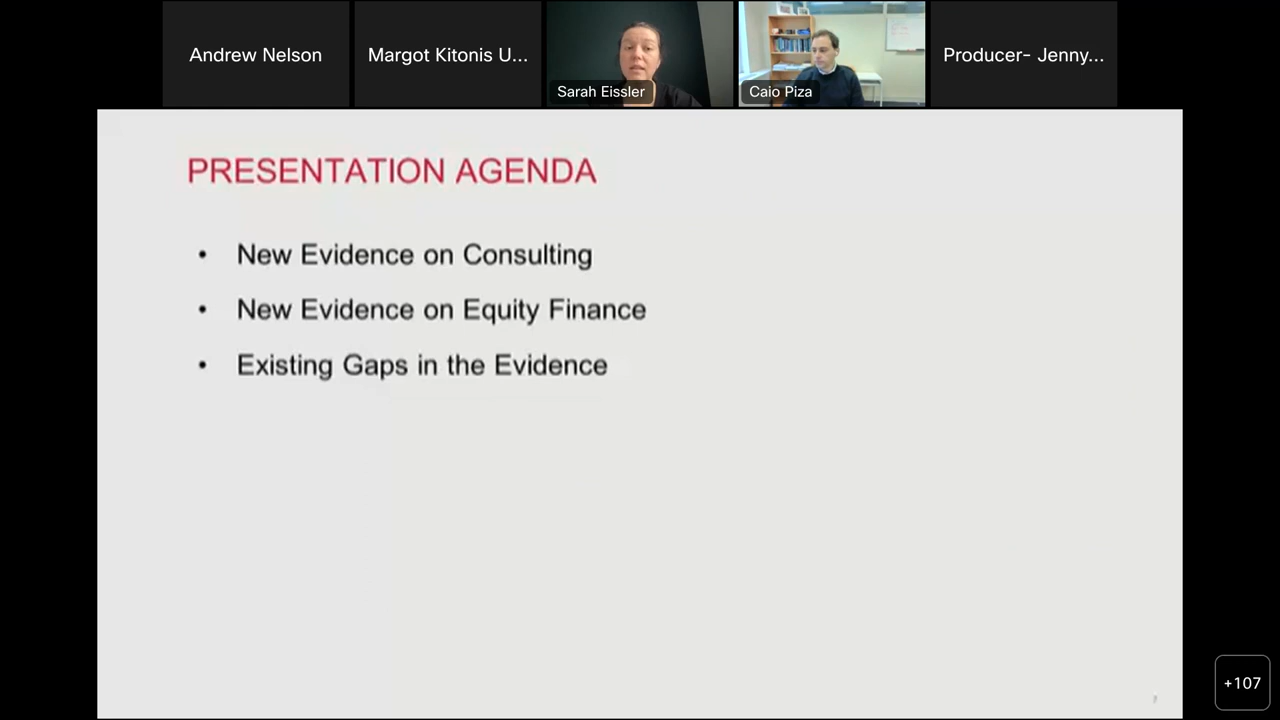 Andrew Nelson
Margot Kitonis U...
Sarah Eissler
Caio Piza
Producer- Jenny...
PRESENTATION AGENDA
• New Evidence on Consulting
• New Evidence on Equity Finance
• Existing Gaps in the Evidence
+107